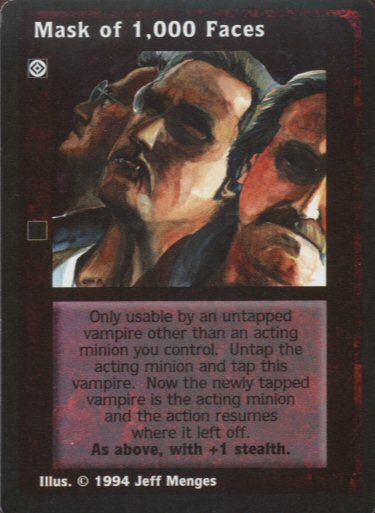 Mask of 1,000 Faces
Only usable by an untapped
vampire other than an acting
minion you control. Untap the
acting minion and tap this
vampire. Now the newly tapped
vampire is the acting minion
and the action resumes
where it left off.
As above, with +1 stealth.
Illus. © 1994 Jeff Menges